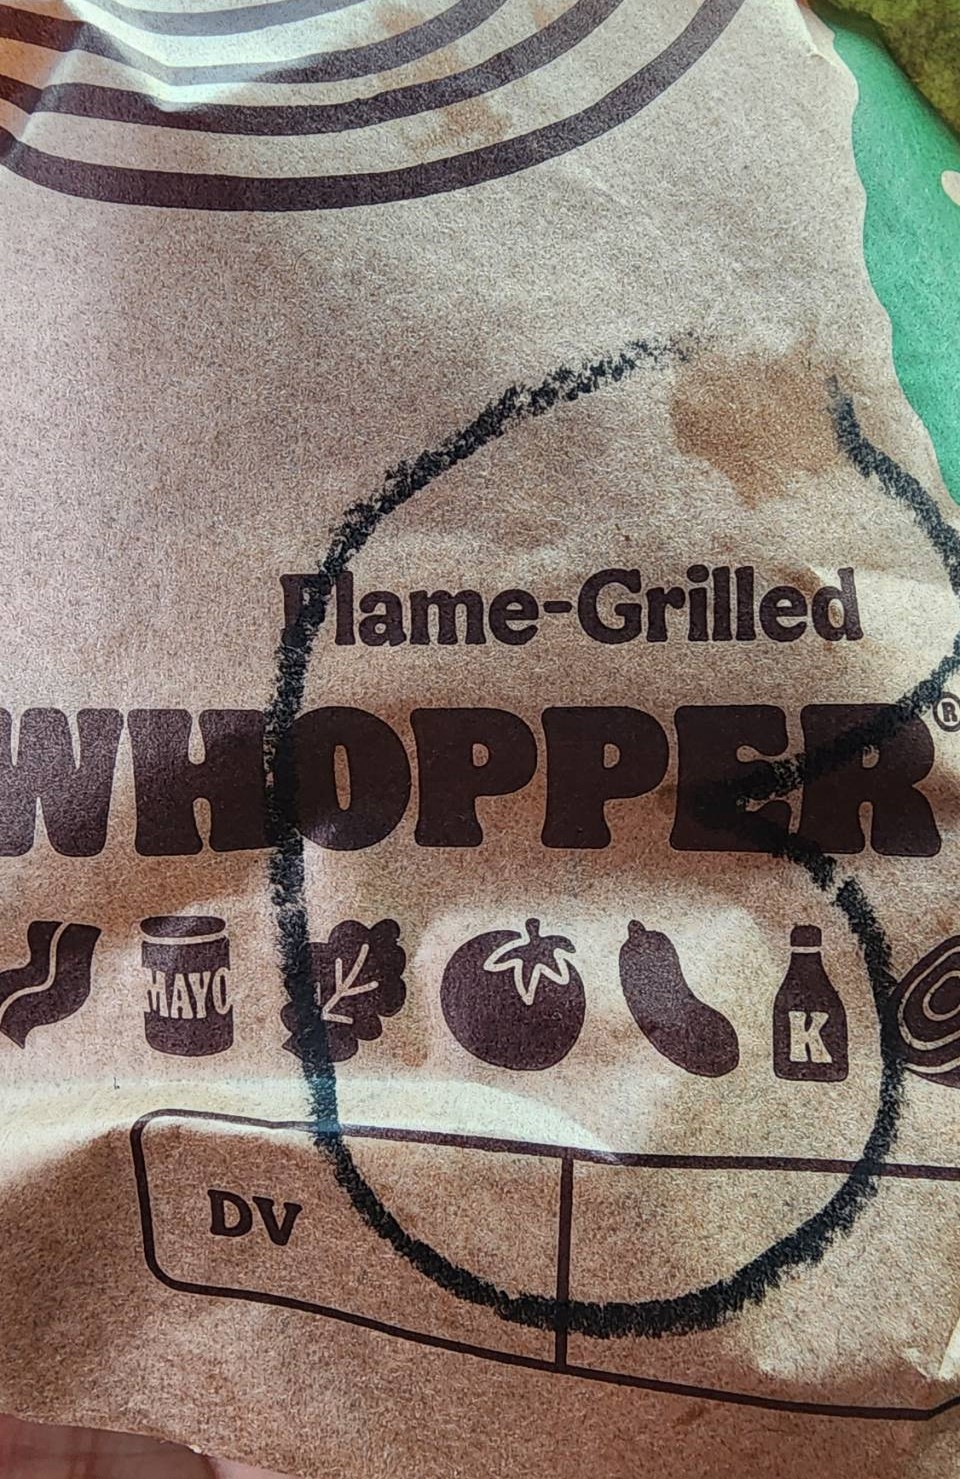 Flame-Grilled
WHOPPER®
MAYO
K
DV